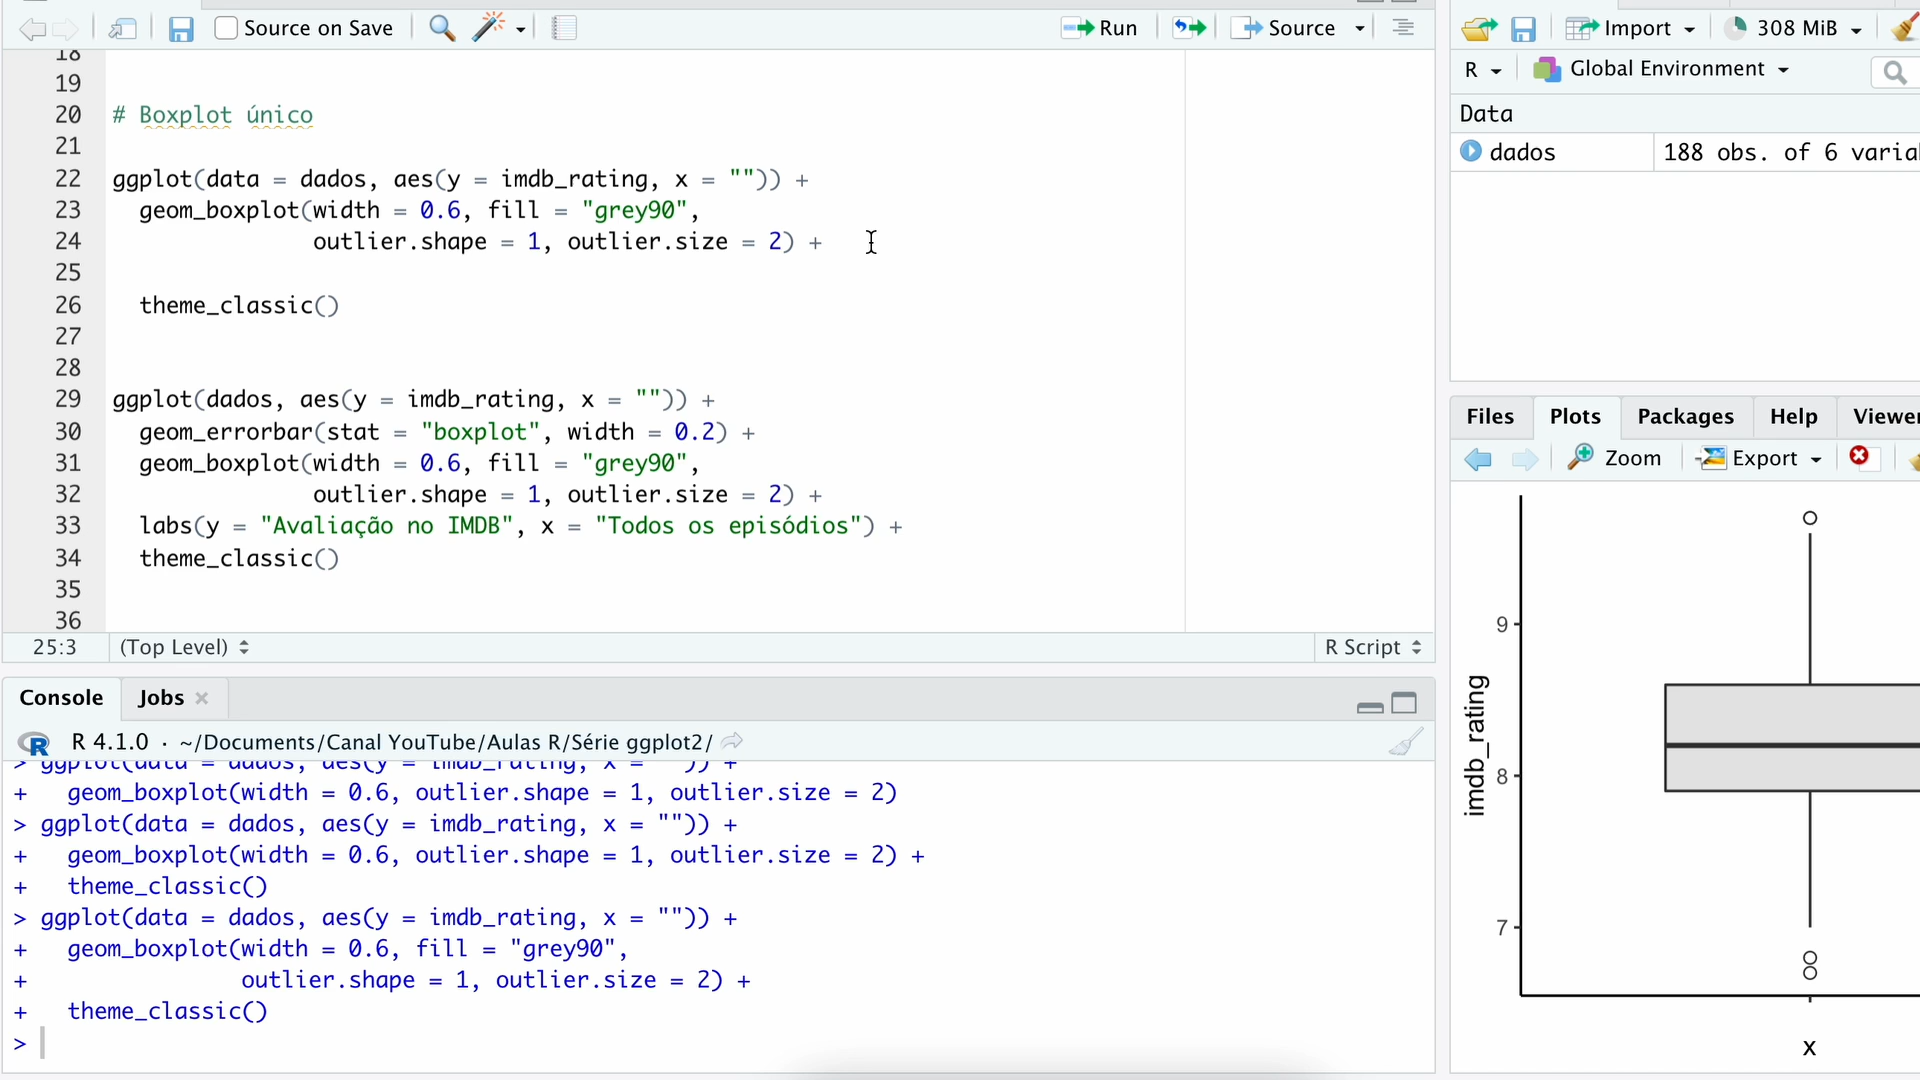 Source on Save
Run
Source
18
19
20 # Boxplot único
21
22 ggplot(data = dados, aes(y = imdb_rating, x = "")) +
23 geom_boxplot(width = 0.6, fill = "grey90",
24 outlier.shape = 1, outlier.size = 2) +
25
26 theme_classic()
27
28
29 ggplot(dados, aes(y = imdb_rating, x = "")) +
30 geom_errorbar(stat = "boxplot", width = 0.2) +
31 geom_boxplot(width = 0.6, fill = "grey90",
32 outlier.shape = 1, outlier.size = 2) +
33 labs(y = "Avaliação no IMDB", x = "Todos os episódios") +
34 theme_classic()
35
36
25:3 (Top Level) R Script
Console Jobs
R 4.1.0 · ~/Documents/Canal YouTube/Aulas R/Série ggplot2/
> ggplot(data = dados, aes(y = imdb_rating, x = "")) +
+ geom_boxplot(width = 0.6, outlier.shape = 1, outlier.size = 2)
> ggplot(data = dados, aes(y = imdb_rating, x = "")) +
+ geom_boxplot(width = 0.6, outlier.shape = 1, outlier.size = 2) +
+ theme_classic()
> ggplot(data = dados, aes(y = imdb_rating, x = "")) +
+ geom_boxplot(width = 0.6, fill = "grey90",
+ outlier.shape = 1, outlier.size = 2) +
+ theme_classic()
>
Import 308 MiB
R Global Environment
Data
dados 188 obs. of 6 varia
Files Plots Packages Help Viewer
Zoom Export
9
8
7
imdb_rating
x